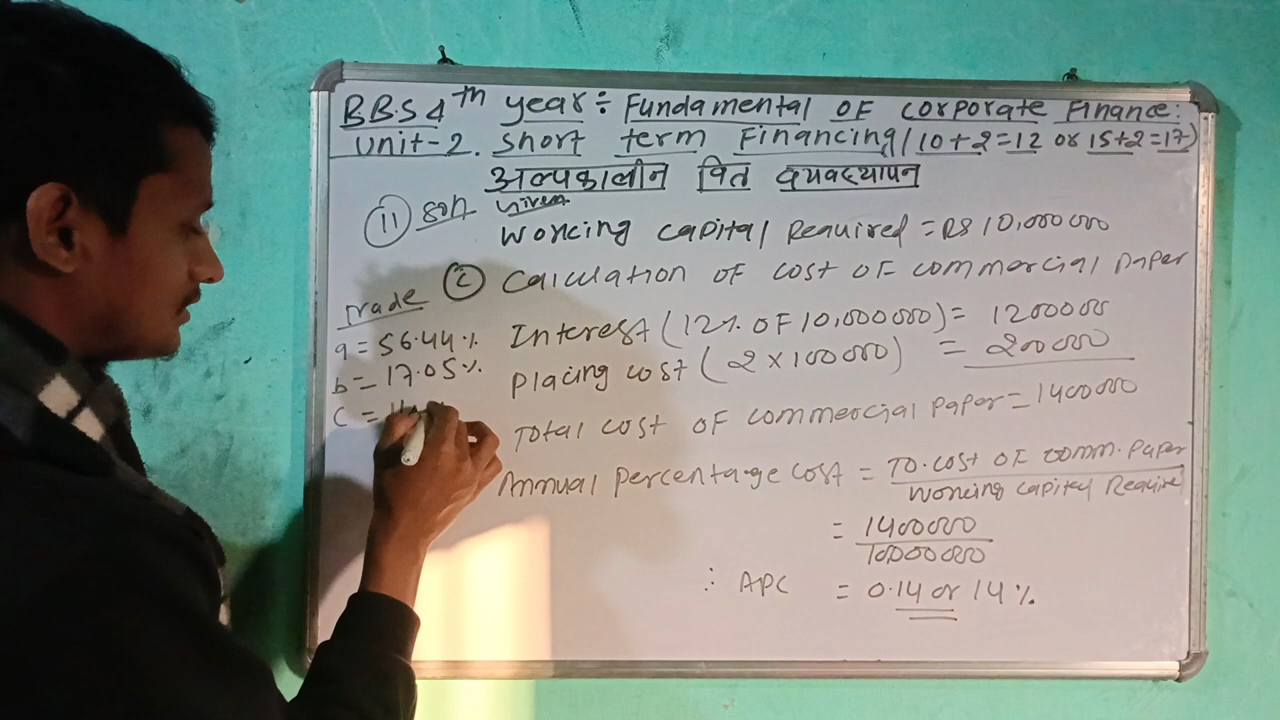 B.B.S 4th year ÷ Fundamental OF corporate Finance:
Unit-2. short term Financing/(10+2=12 or 15+2=17)
अल्पकालीन वित व्यवस्थापन
11 Soln Given
Working capital Required = RS 10,000000
C Calculation OF cost OF commercial paper
Trade
a = 56.44%
b = 17.05%
C =
Interest (12% OF 10,000000) = 1200000
Placing cost (2 x 100000) = 200000
Total cost OF commercial paper = 1400000
Annual percentage cost = To. cost OF comm. paper
Working Capital Require
= 1400000
10000000
∴ APC = 0.14 or 14%